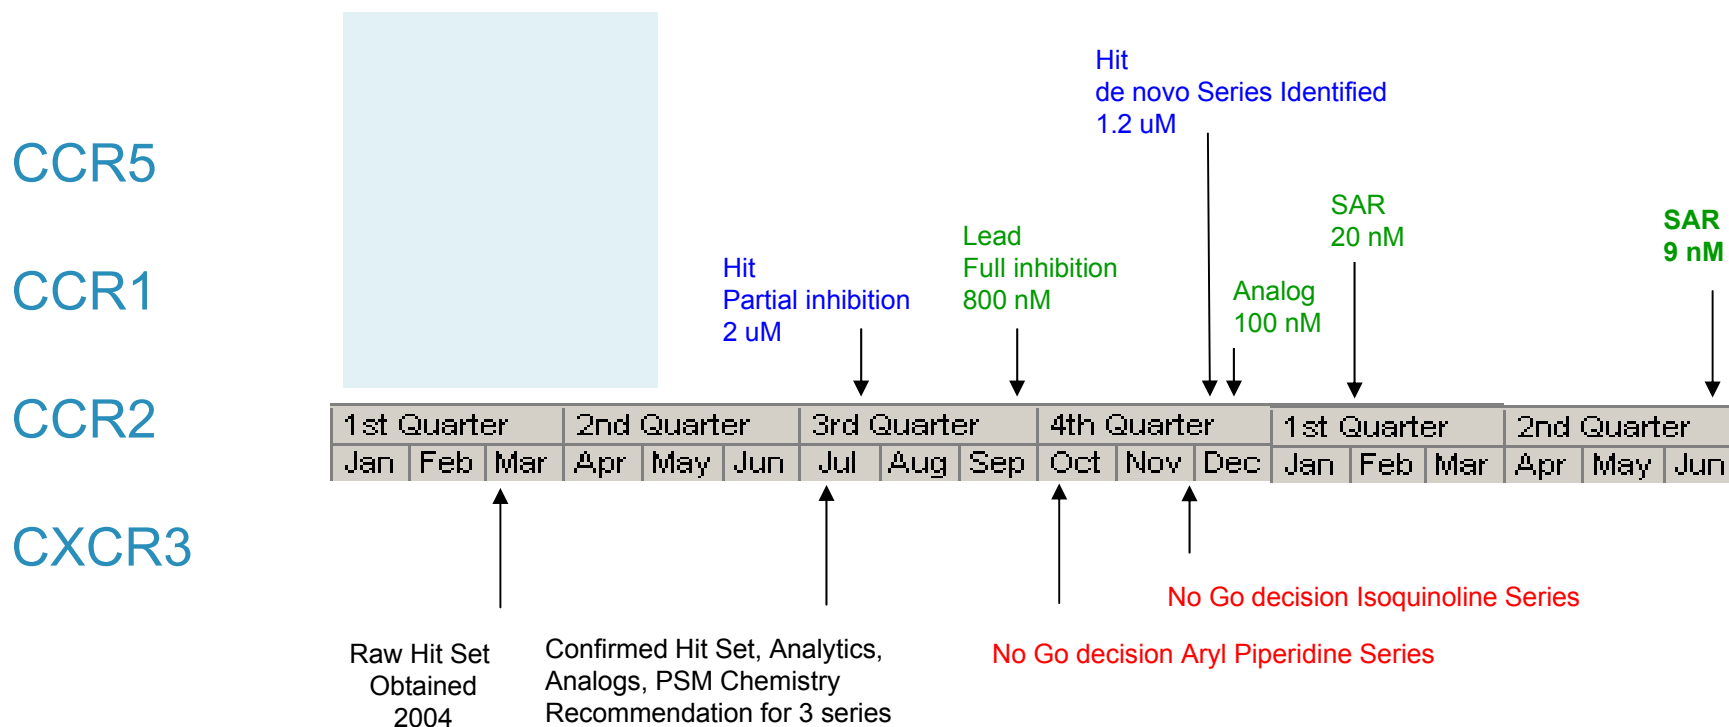 CCR5
CCR1
CCR2
CXCR3
Hit
de novo Series Identified
1.2 uM
SAR
20 nM
SAR
9 nM
Lead
Full inhibition
800 nM
Hit
Partial inhibition
2 uM
Analog
100 nM
1st Quarter 2nd Quarter 3rd Quarter 4th Quarter 1st Quarter 2nd Quarter
Jan Feb Mar Apr May Jun Jul Aug Sep Oct Nov Dec Jan Feb Mar Apr May Jun
No Go decision Isoquinoline Series
No Go decision Aryl Piperidine Series
Raw Hit Set
Obtained
2004
Confirmed Hit Set, Analytics,
Analogs, PSM Chemistry
Recommendation for 3 series